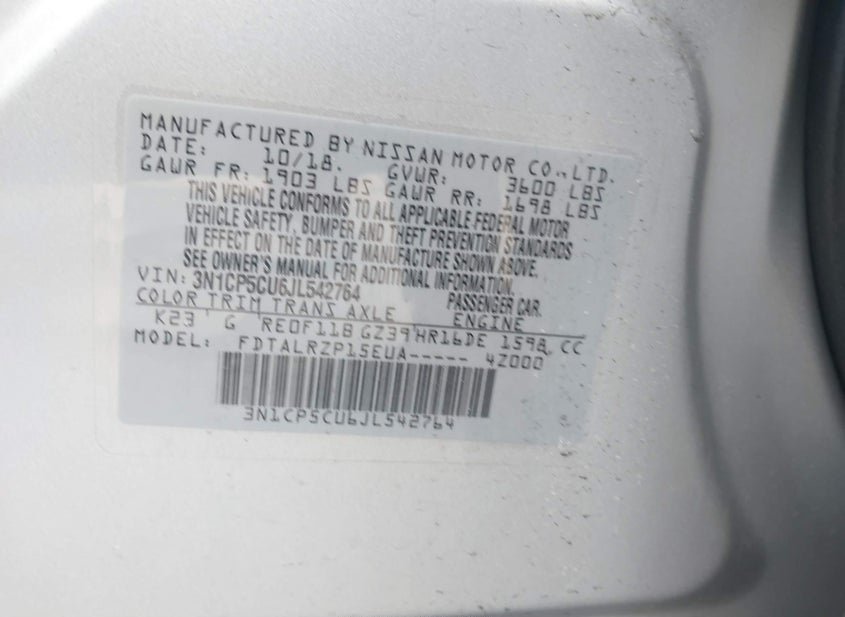 MANUFACTURED BY NISSAN MOTOR CO., LTD.
DATE: 10/18. GVWR: 3600 LBS
GAWR FR: 1903 LBS GAWR RR: 1698 LBS
THIS VEHICLE CONFORMS TO ALL APPLICABLE FEDERAL MOTOR
VEHICLE SAFETY, BUMPER AND THEFT PREVENTION STANDARDS
IN EFFECT ON THE DATE OF MANUFACTURE SHOWN ABOVE.
SEE OWNER'S MANUAL FOR ADDITIONAL INFORMATION.
VIN: 3N1CP5CU6JL542764 PASSENGER CAR.
COLOR TRIM TRANS AXLE ENGINE
K23 G RE0F11B GZ39 HR16DE 1598 CC
MODEL: FDTALRZP15EUA----- 4Z000
3N1CP5CU6JL542764